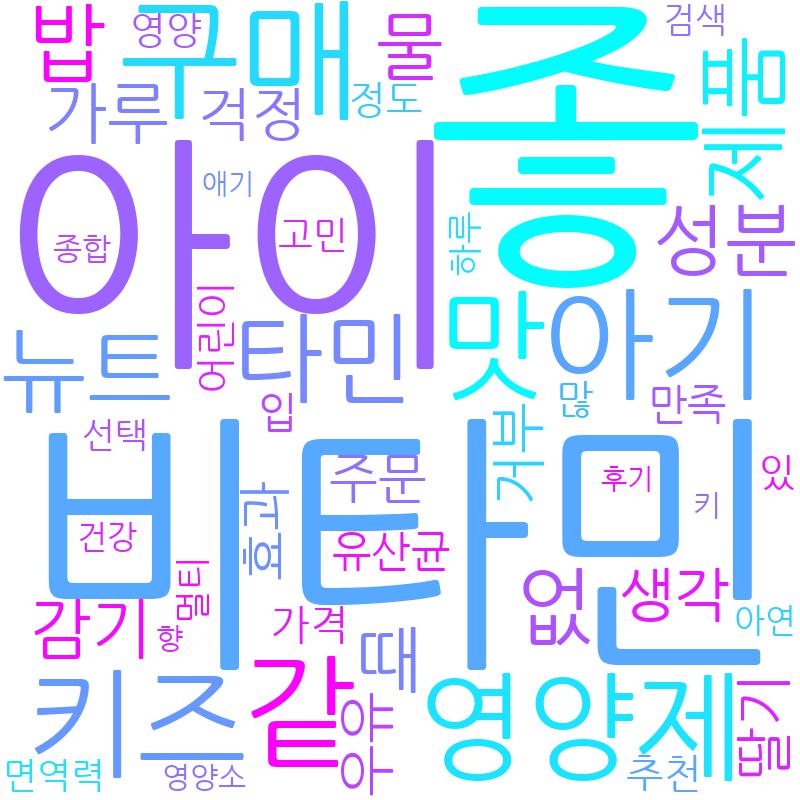 밥
영양
구매
물
좋
검색
제품
가루
걱정
정도
아이
애기
종합
고민
하루
성분
어린이
뉴트
타민
맛
아기
입
많
만족
선택
거부
비타민
주문
후기
있
키
건강
효과
유산균
멀티
감기
향
가격
없
생각
아연
때
키즈
같
우유
영양제
딸기
면역력
영양소
추천